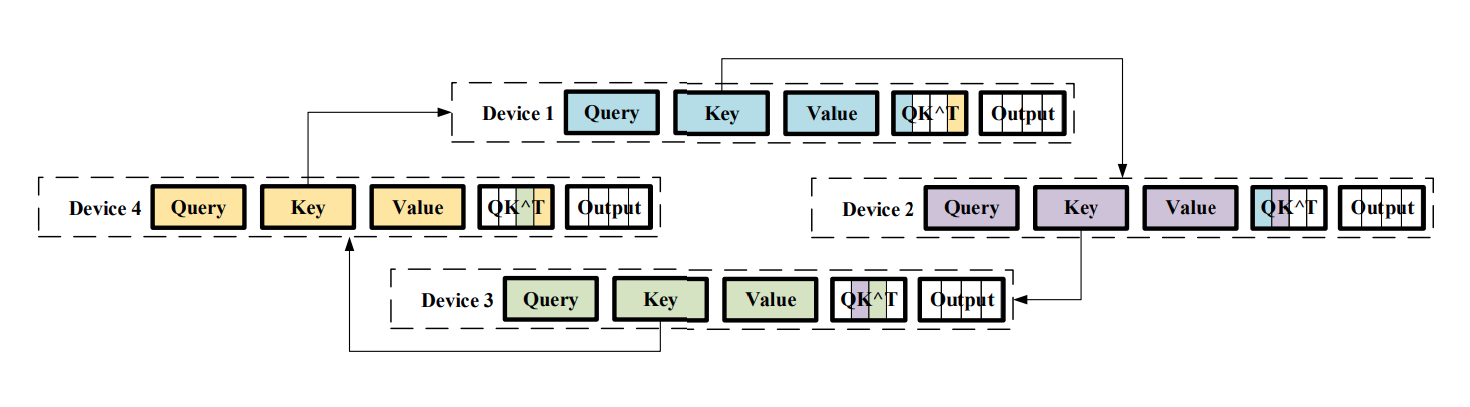 Device 1 Query Key Value QK^T Output
Device 4 Query Key Value QK^T Output
Device 2 Query Key Value QK^T Output
Device 3 Query Key Value QK^T Output